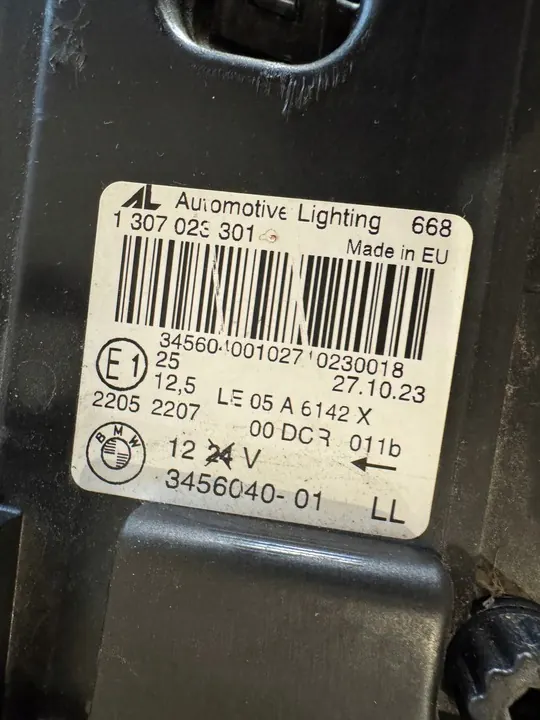 AL Automotive Lighting 668
1 307 023 301
Made in EU
34560400102710230018
E1
25
27.10.23
12,5
LE 05 A 6142 X
2205 2207
00 DCR 011b
BMW
12 24 V
3456040-01
LL